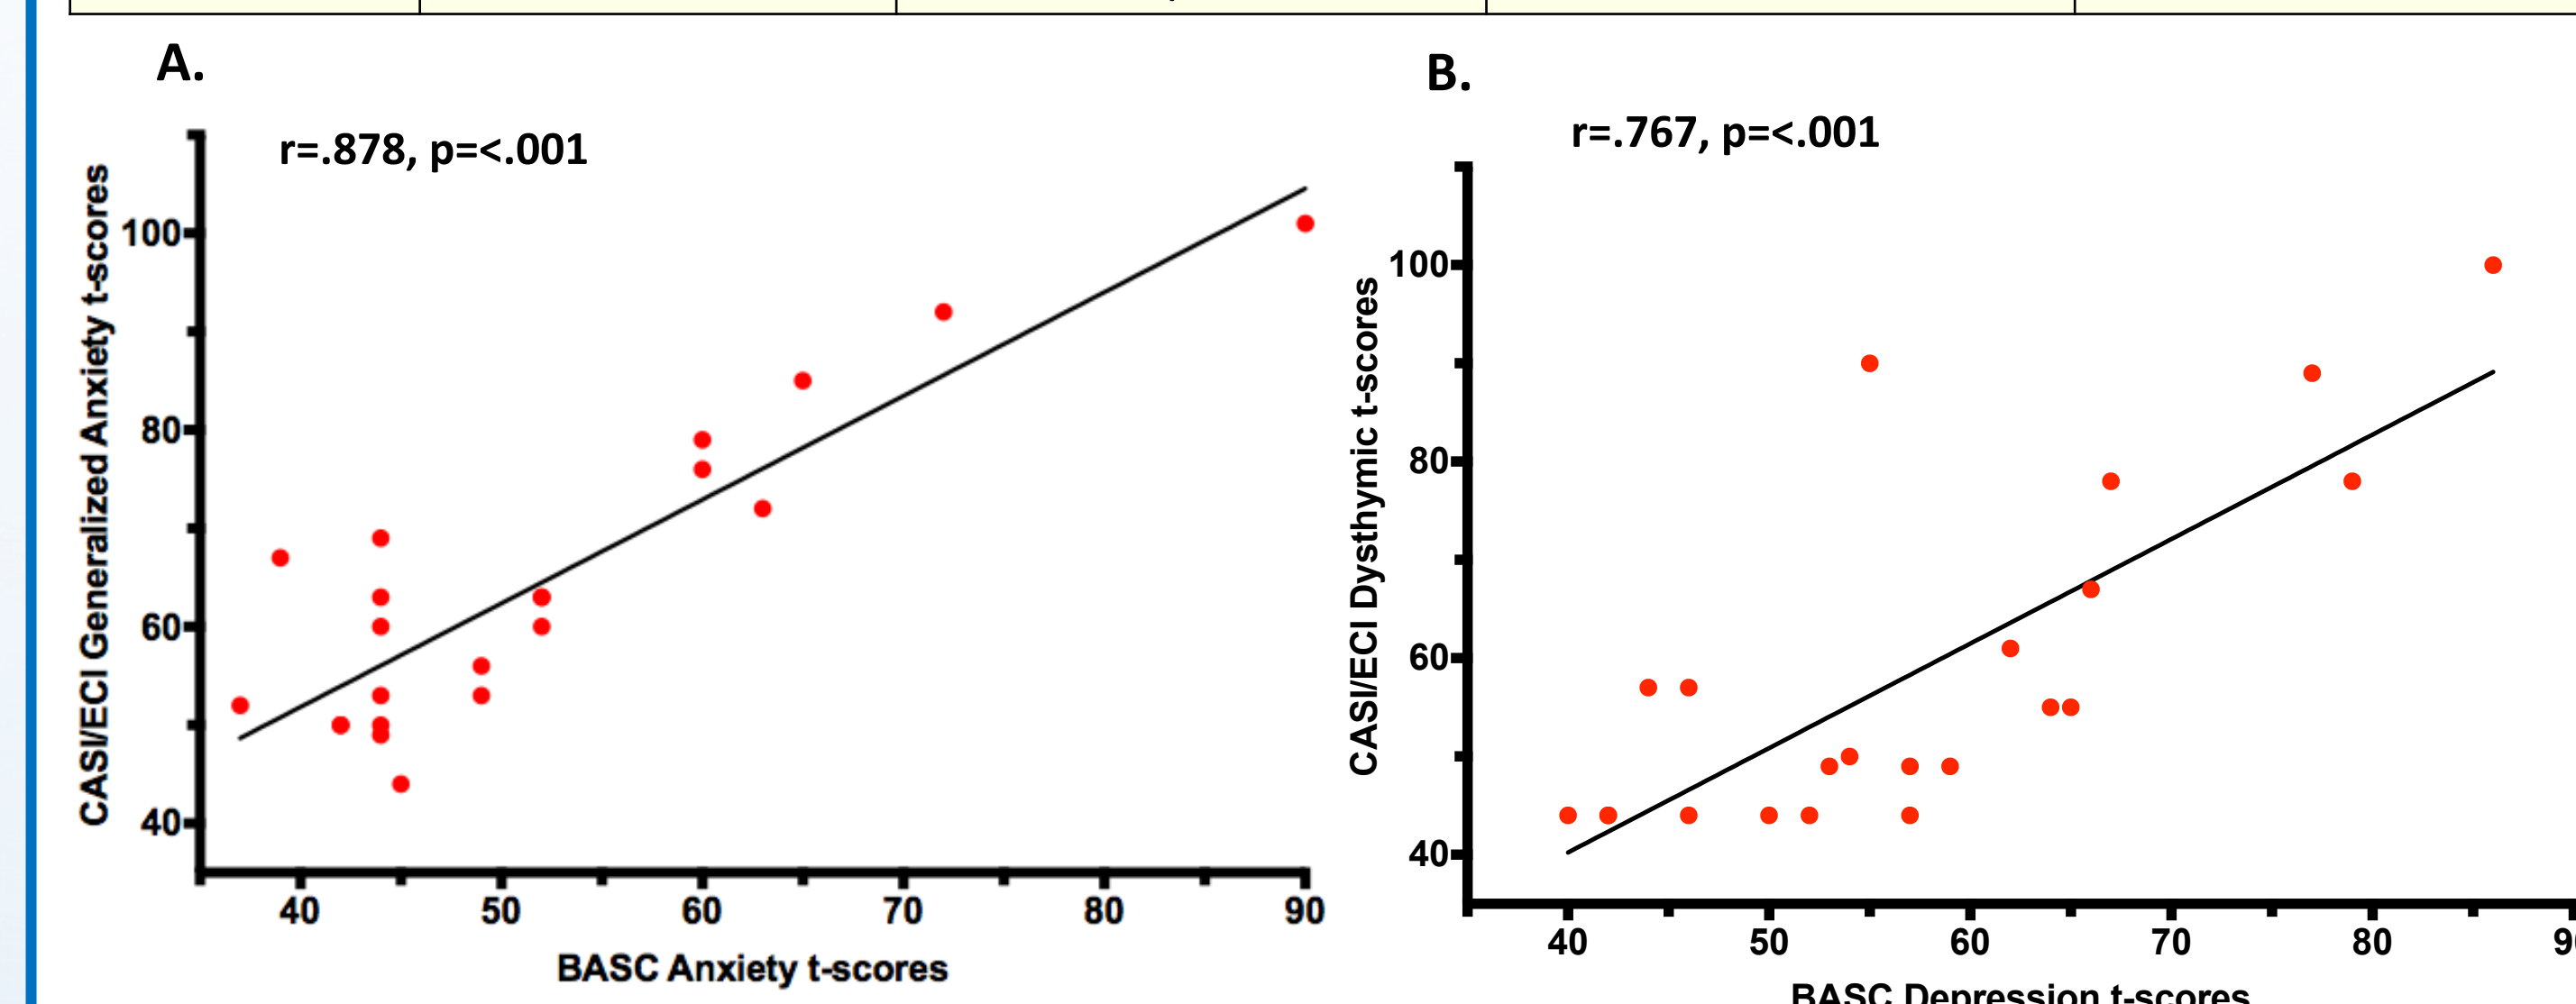 A.
r=.878, p=<.001
CASI/ECI Generalized Anxiety t-scores
100
80
60
40
40 50 60 70 80 90
BASC Anxiety t-scores
B.
r=.767, p=<.001
CASI/ECI Dysthymic t-scores
100
80
60
40
40 50 60 70 80
BASC Depression t-scores